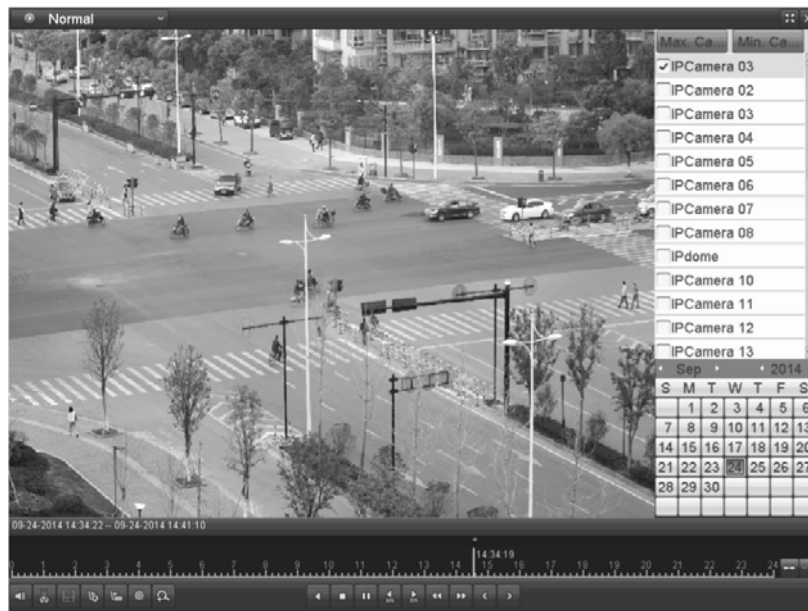 Normal
Max. Ca... Min. Ca...
IPCamera 03
IPCamera 02
IPCamera 03
IPCamera 04
IPCamera 05
IPCamera 06
IPCamera 07
IPCamera 08
IPdome
IPCamera 10
IPCamera 11
IPCamera 12
IPCamera 13
Sep 2014
S M T W T F S
1 2 3 4 5 6
7 8 9 10 11 12 13
14 15 16 17 18 19 20
21 22 23 24 25 26 27
28 29 30
09-24-2014 14:34:22 -- 09-24-2014 14:41:10
14:34:19
0 1 2 3 4 5 6 7 8 9 10 11 12 13 14 15 16 17 18 19 20 21 22 23 24